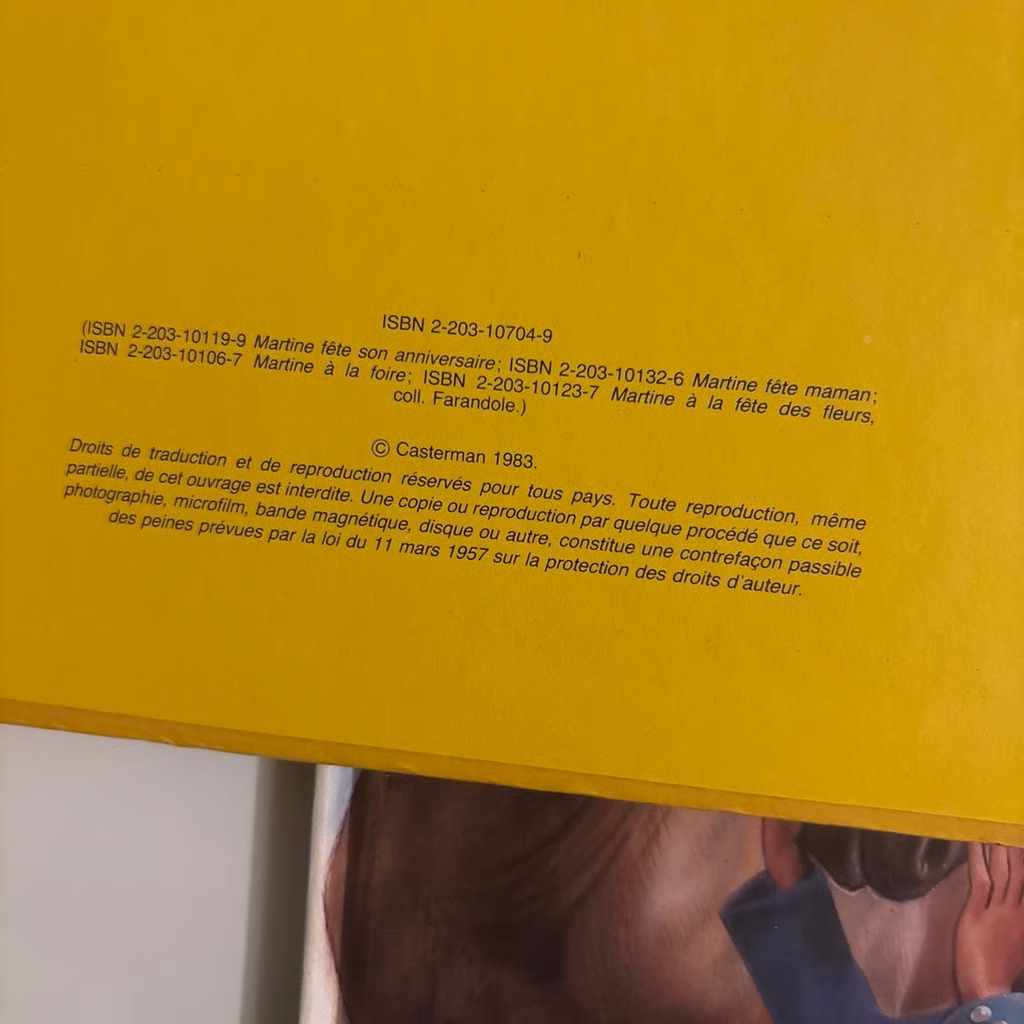 ISBN 2-203-10704-9
(ISBN 2-203-10119-9 Martine fête son anniversaire; ISBN 2-203-10132-6 Martine fête maman;
ISBN 2-203-10106-7 Martine à la foire; ISBN 2-203-10123-7 Martine à la fête des fleurs,
coll. Farandole.)
© Casterman 1983.
Droits de traduction et de reproduction réservés pour tous pays. Toute reproduction, même
partielle, de cet ouvrage est interdite. Une copie ou reproduction par quelque procédé que ce soit,
photographie, microfilm, bande magnétique, disque ou autre, constitue une contrefaçon passible
des peines prévues par la loi du 11 mars 1957 sur la protection des droits d'auteur.